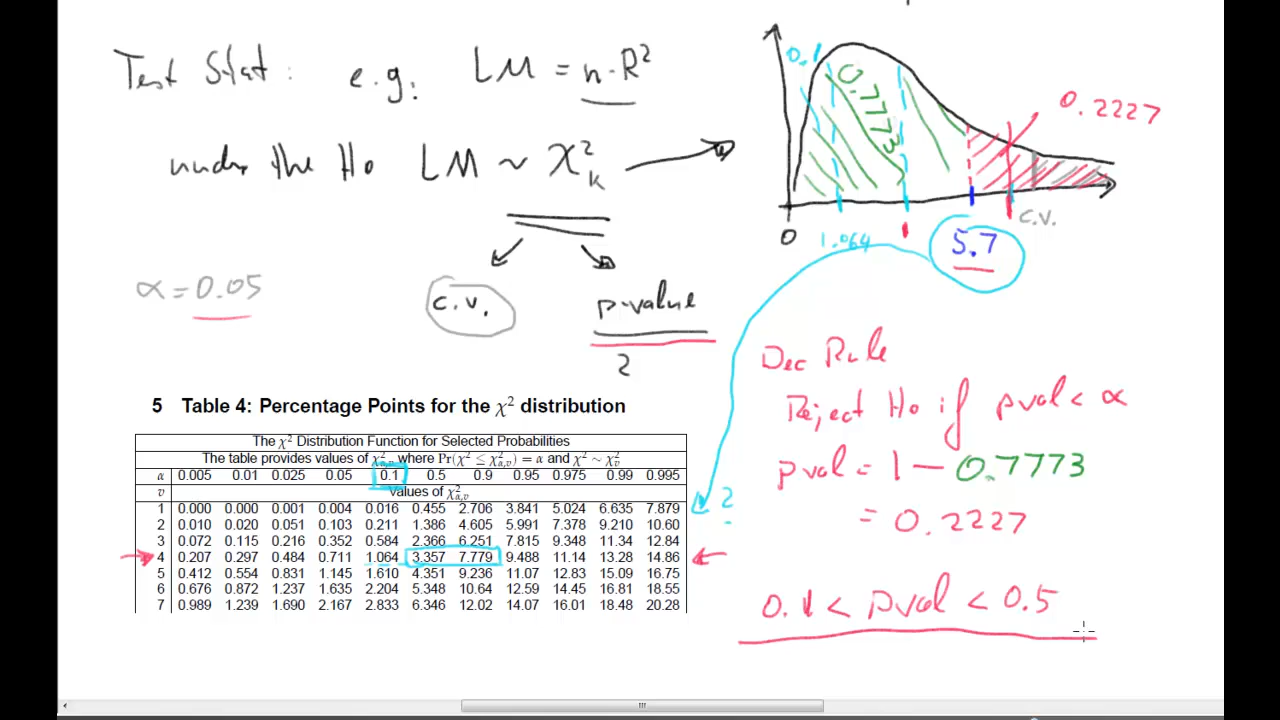 Test Stat: e.g: LM = n·R²
under the Ho LM ~ χ²k
α = 0.05
c.v.
p-value
2
0.1
0.7773
0.2227
0
1.064
1
5.7
c.v.
Dec Rule
Reject Ho if pval < α
pval = 1 - 0.7773
= 0.2227
0.1 < pval < 0.5
5 Table 4: Percentage Points for the χ² distribution
The χ² Distribution Function for Selected Probabilities
The table provides values of χ²α,ν where Pr(χ² ≤ χ²α,ν) = α and χ² ~ χ²ν
α 0.005 0.01 0.025 0.05 0.1 0.5 0.9 0.95 0.975 0.99 0.995
υ Values of χ²α,ν
1 0.000 0.000 0.001 0.004 0.016 0.455 2.706 3.841 5.024 6.635 7.879
2 0.010 0.020 0.051 0.103 0.211 1.386 4.605 5.991 7.378 9.210 10.60
3 0.072 0.115 0.216 0.352 0.584 2.366 6.251 7.815 9.348 11.34 12.84
4 0.207 0.297 0.484 0.711 1.064 3.357 7.779 9.488 11.14 13.28 14.86
5 0.412 0.554 0.831 1.145 1.610 4.351 9.236 11.07 12.83 15.09 16.75
6 0.676 0.872 1.237 1.635 2.204 5.348 10.64 12.59 14.45 16.81 18.55
7 0.989 1.239 1.690 2.167 2.833 6.346 12.02 14.07 16.01 18.48 20.28
2